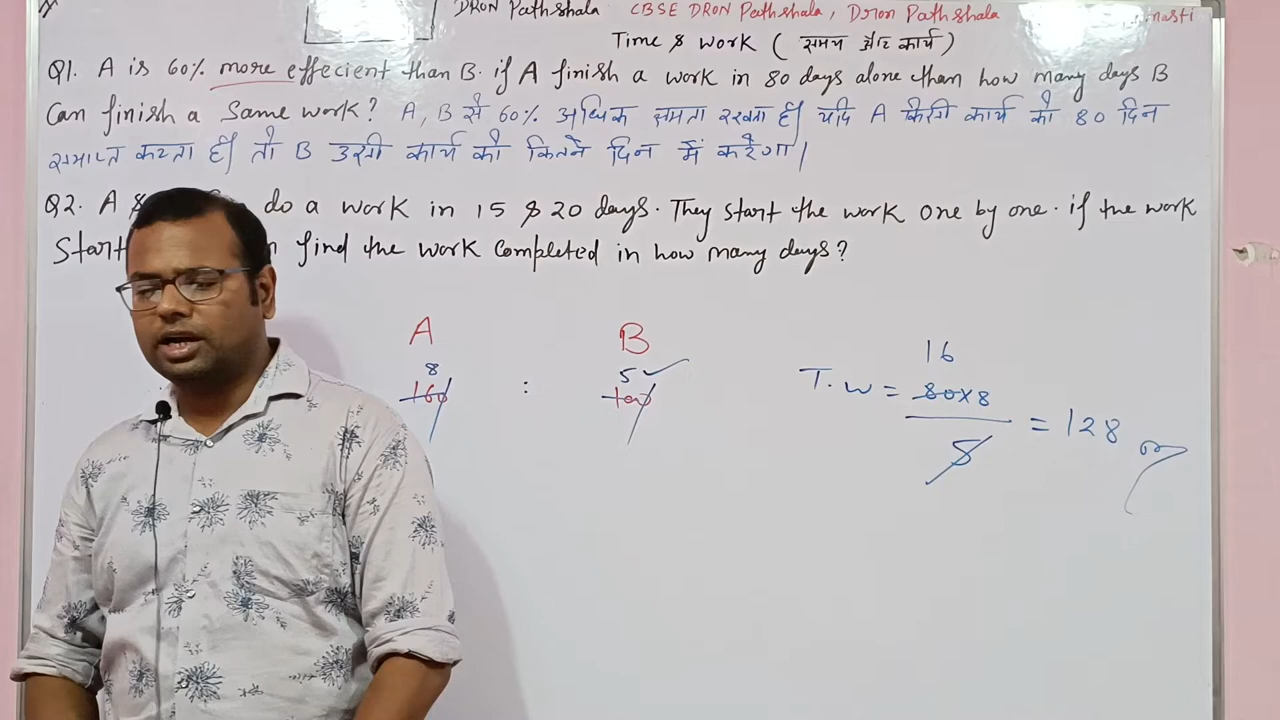 DRON Pathshala CBSE DRON Pathshala, Dron Pathshala
Time & work ( समय और कार्य )
Q1. A is 60% more effecient than B. if A finish a work in 80 days alone than how many days B
Can finish a Same work? A, B से 60% अधिक क्षमता रखता है। यदि A किसी कार्य को 80 दिन
समाप्त करता है। तो B उसी कार्य को कितने दिन में करेगा।
Q2. A do a work in 15 & 20 days. They start the work one by one. if the work
Start find the work completed in how many days?
A B
8 : 5
160 100
16
T. W = 80x8 = 128
5